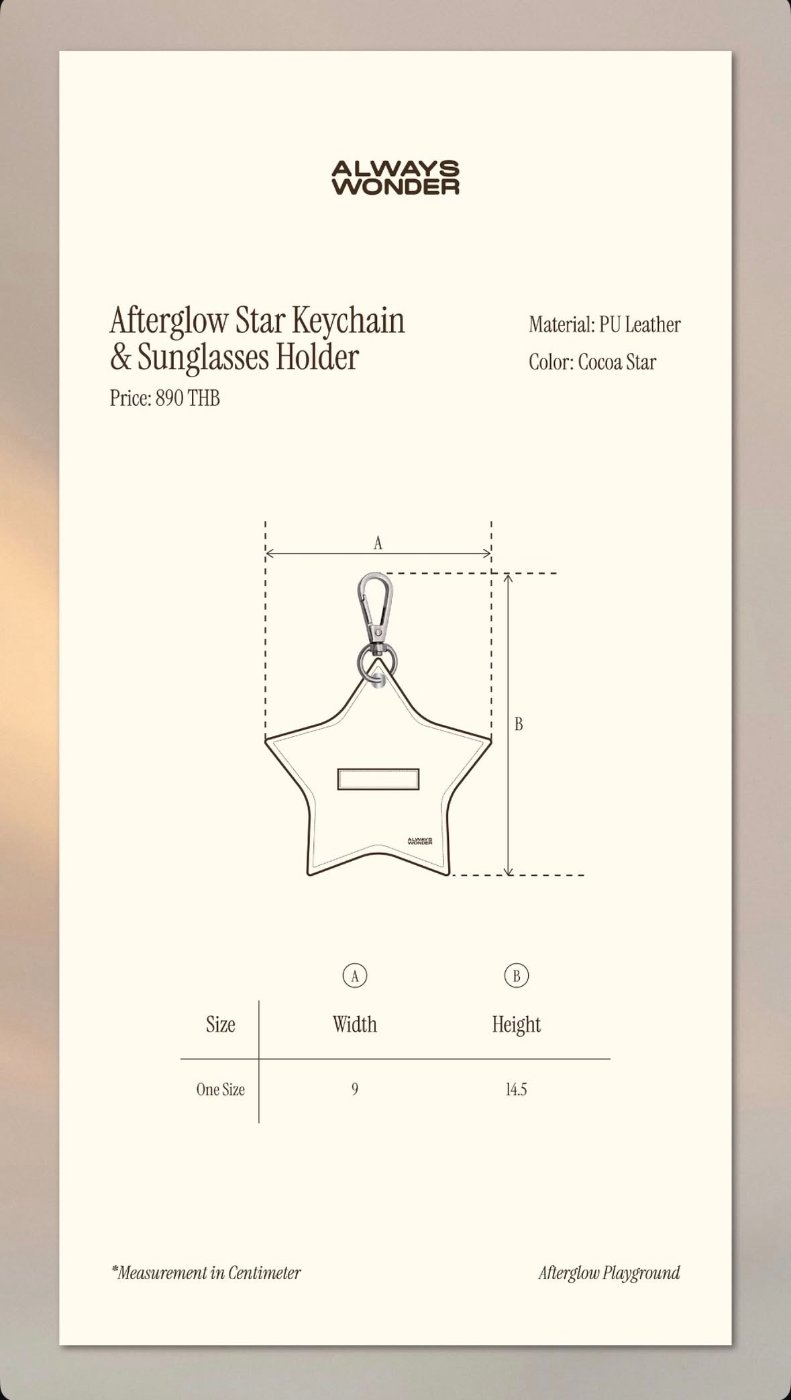 ALWAYS
WONDER
Afterglow Star Keychain
& Sunglasses Holder
Price: 890 THB
Material: PU Leather
Color: Cocoa Star
A
B
ALWAYS
WONDER
A
B
Size
Width
Height
One Size
9
14.5
*Measurement in Centimeter
Afterglow Playground